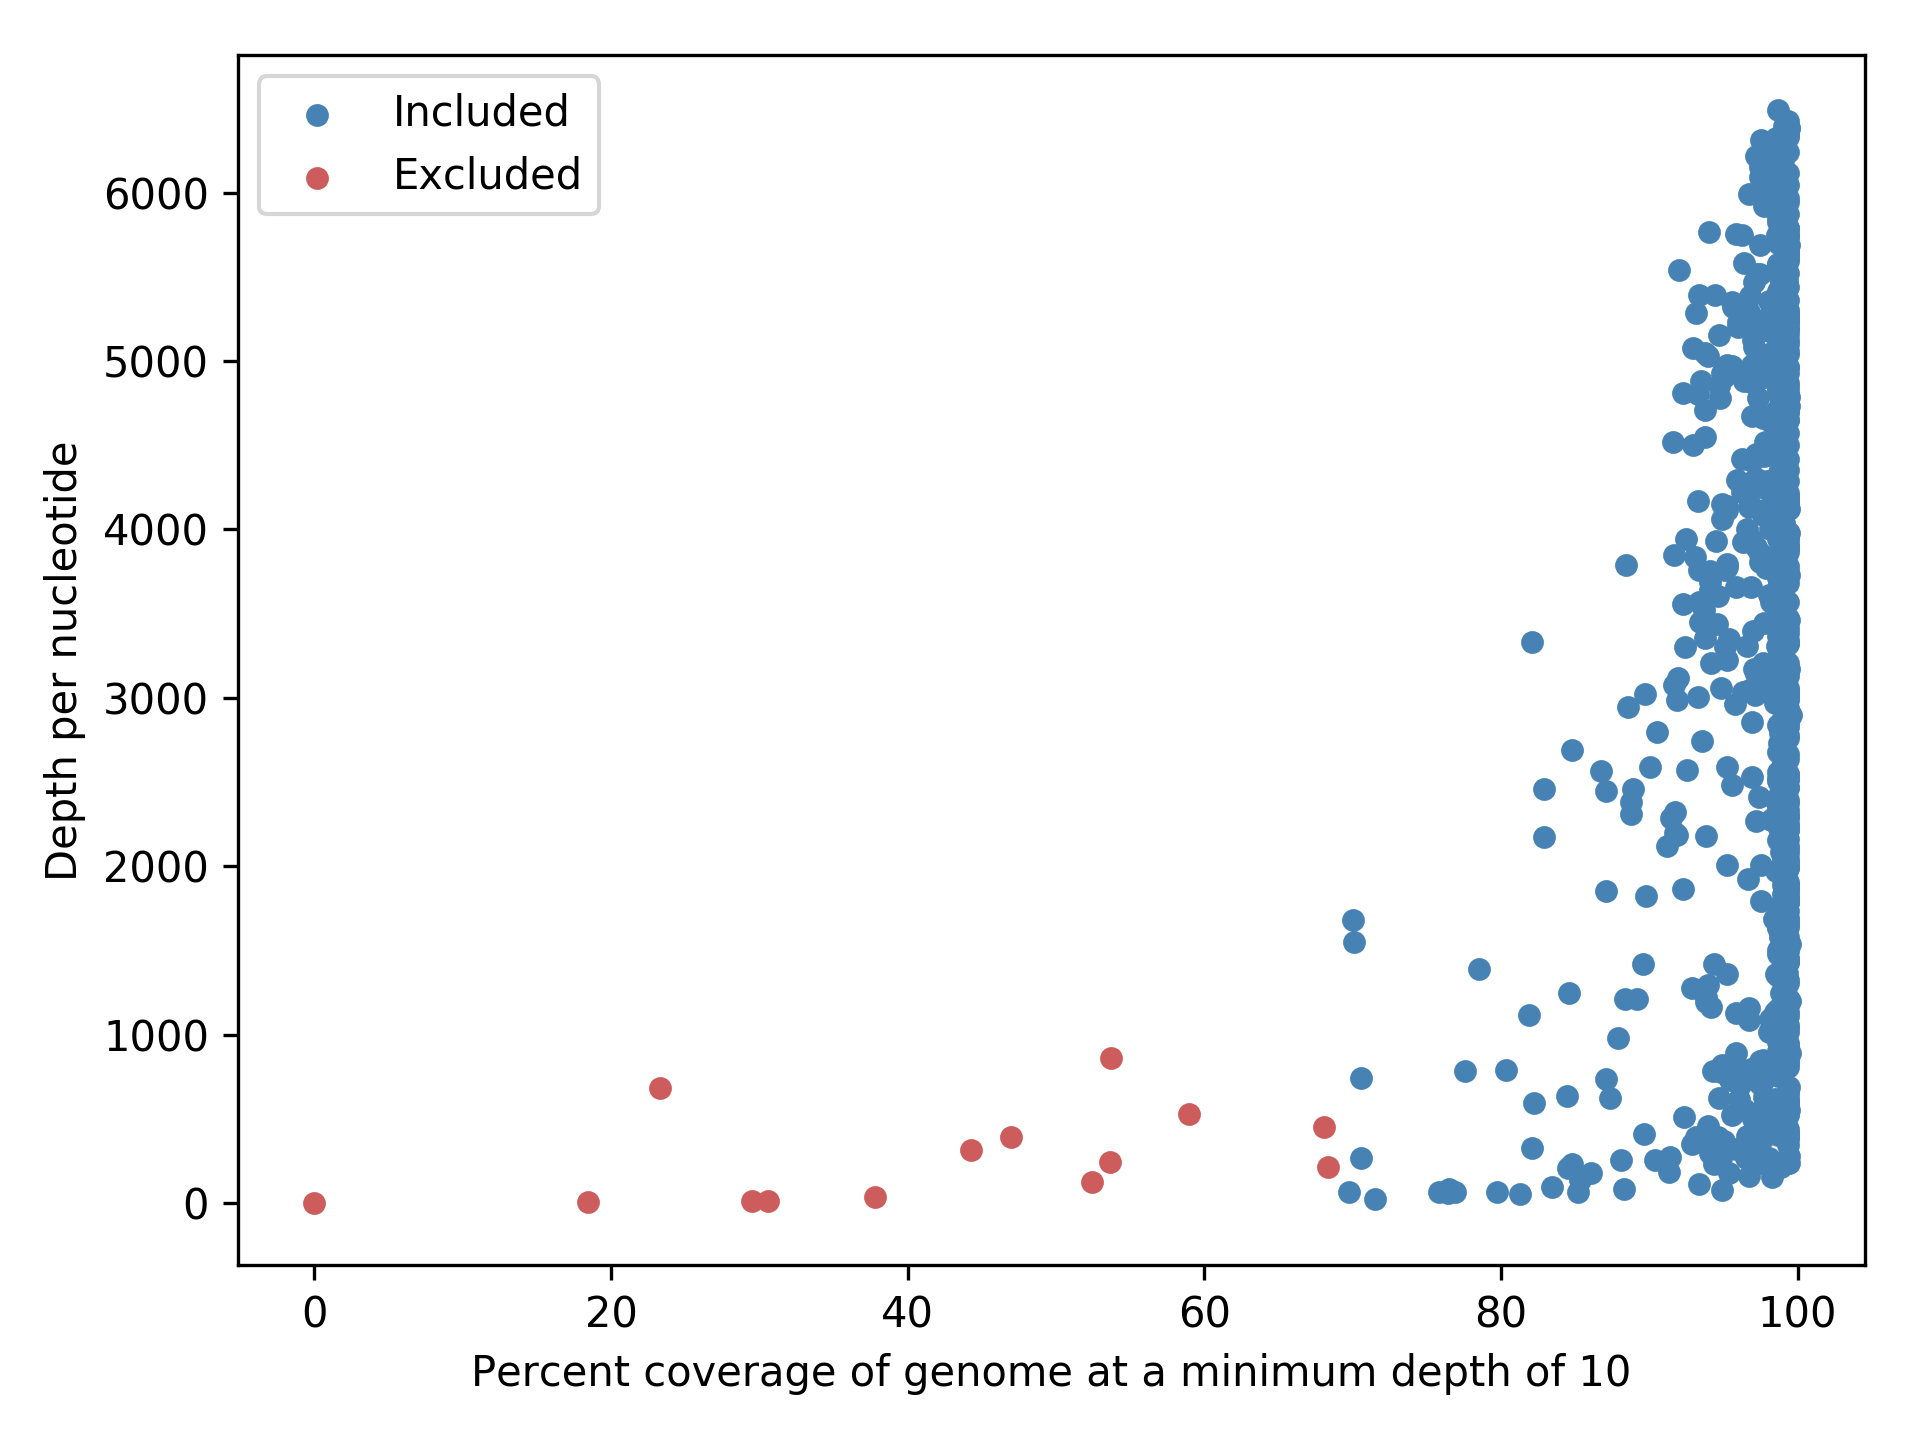 Included
Excluded
6000
5000
4000
3000
2000
1000
0
Depth per nucleotide
0 20 40 60 80 100
Percent coverage of genome at a minimum depth of 10